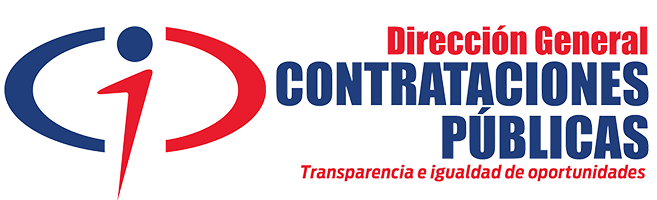 Dirección General
CONTRATACIONES
PÚBLICAS
Transparencia e igualdad de oportunidades